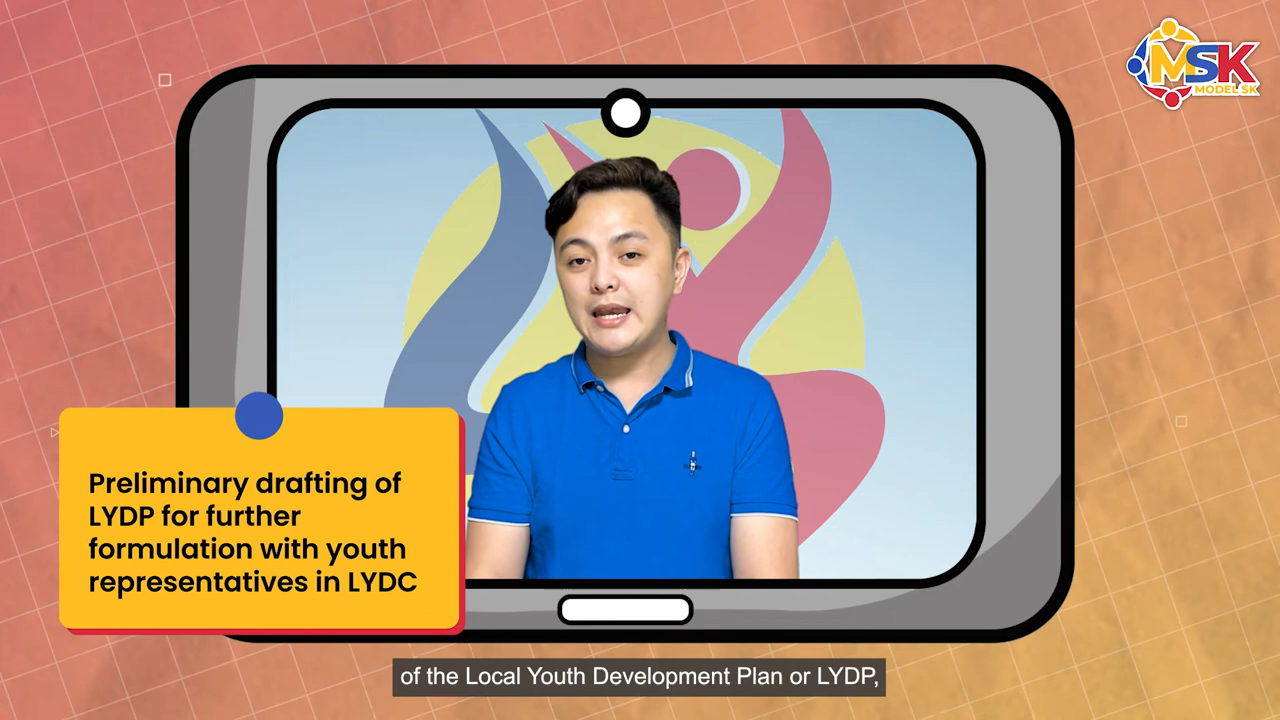 MSK
MODEL SK
Preliminary drafting of
LYDP for further
formulation with youth
representatives in LYDC
of the Local Youth Development Plan or LYDP,